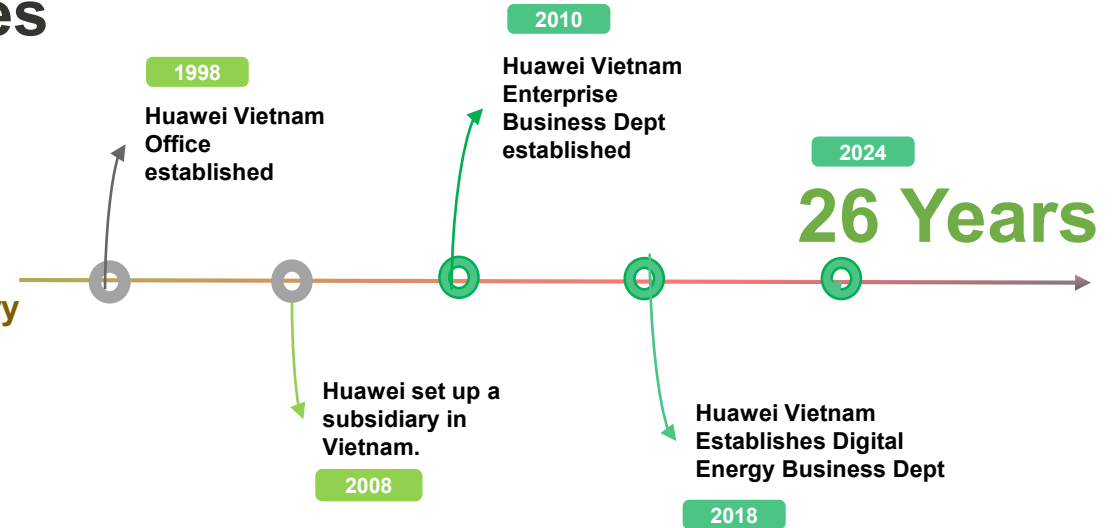 es
1998
Huawei Vietnam
Office
established
2010
Huawei Vietnam
Enterprise
Business Dept
established
2024
26 Years
y
Huawei set up a
subsidiary in
Vietnam.
2008
Huawei Vietnam
Establishes Digital
Energy Business Dept
2018